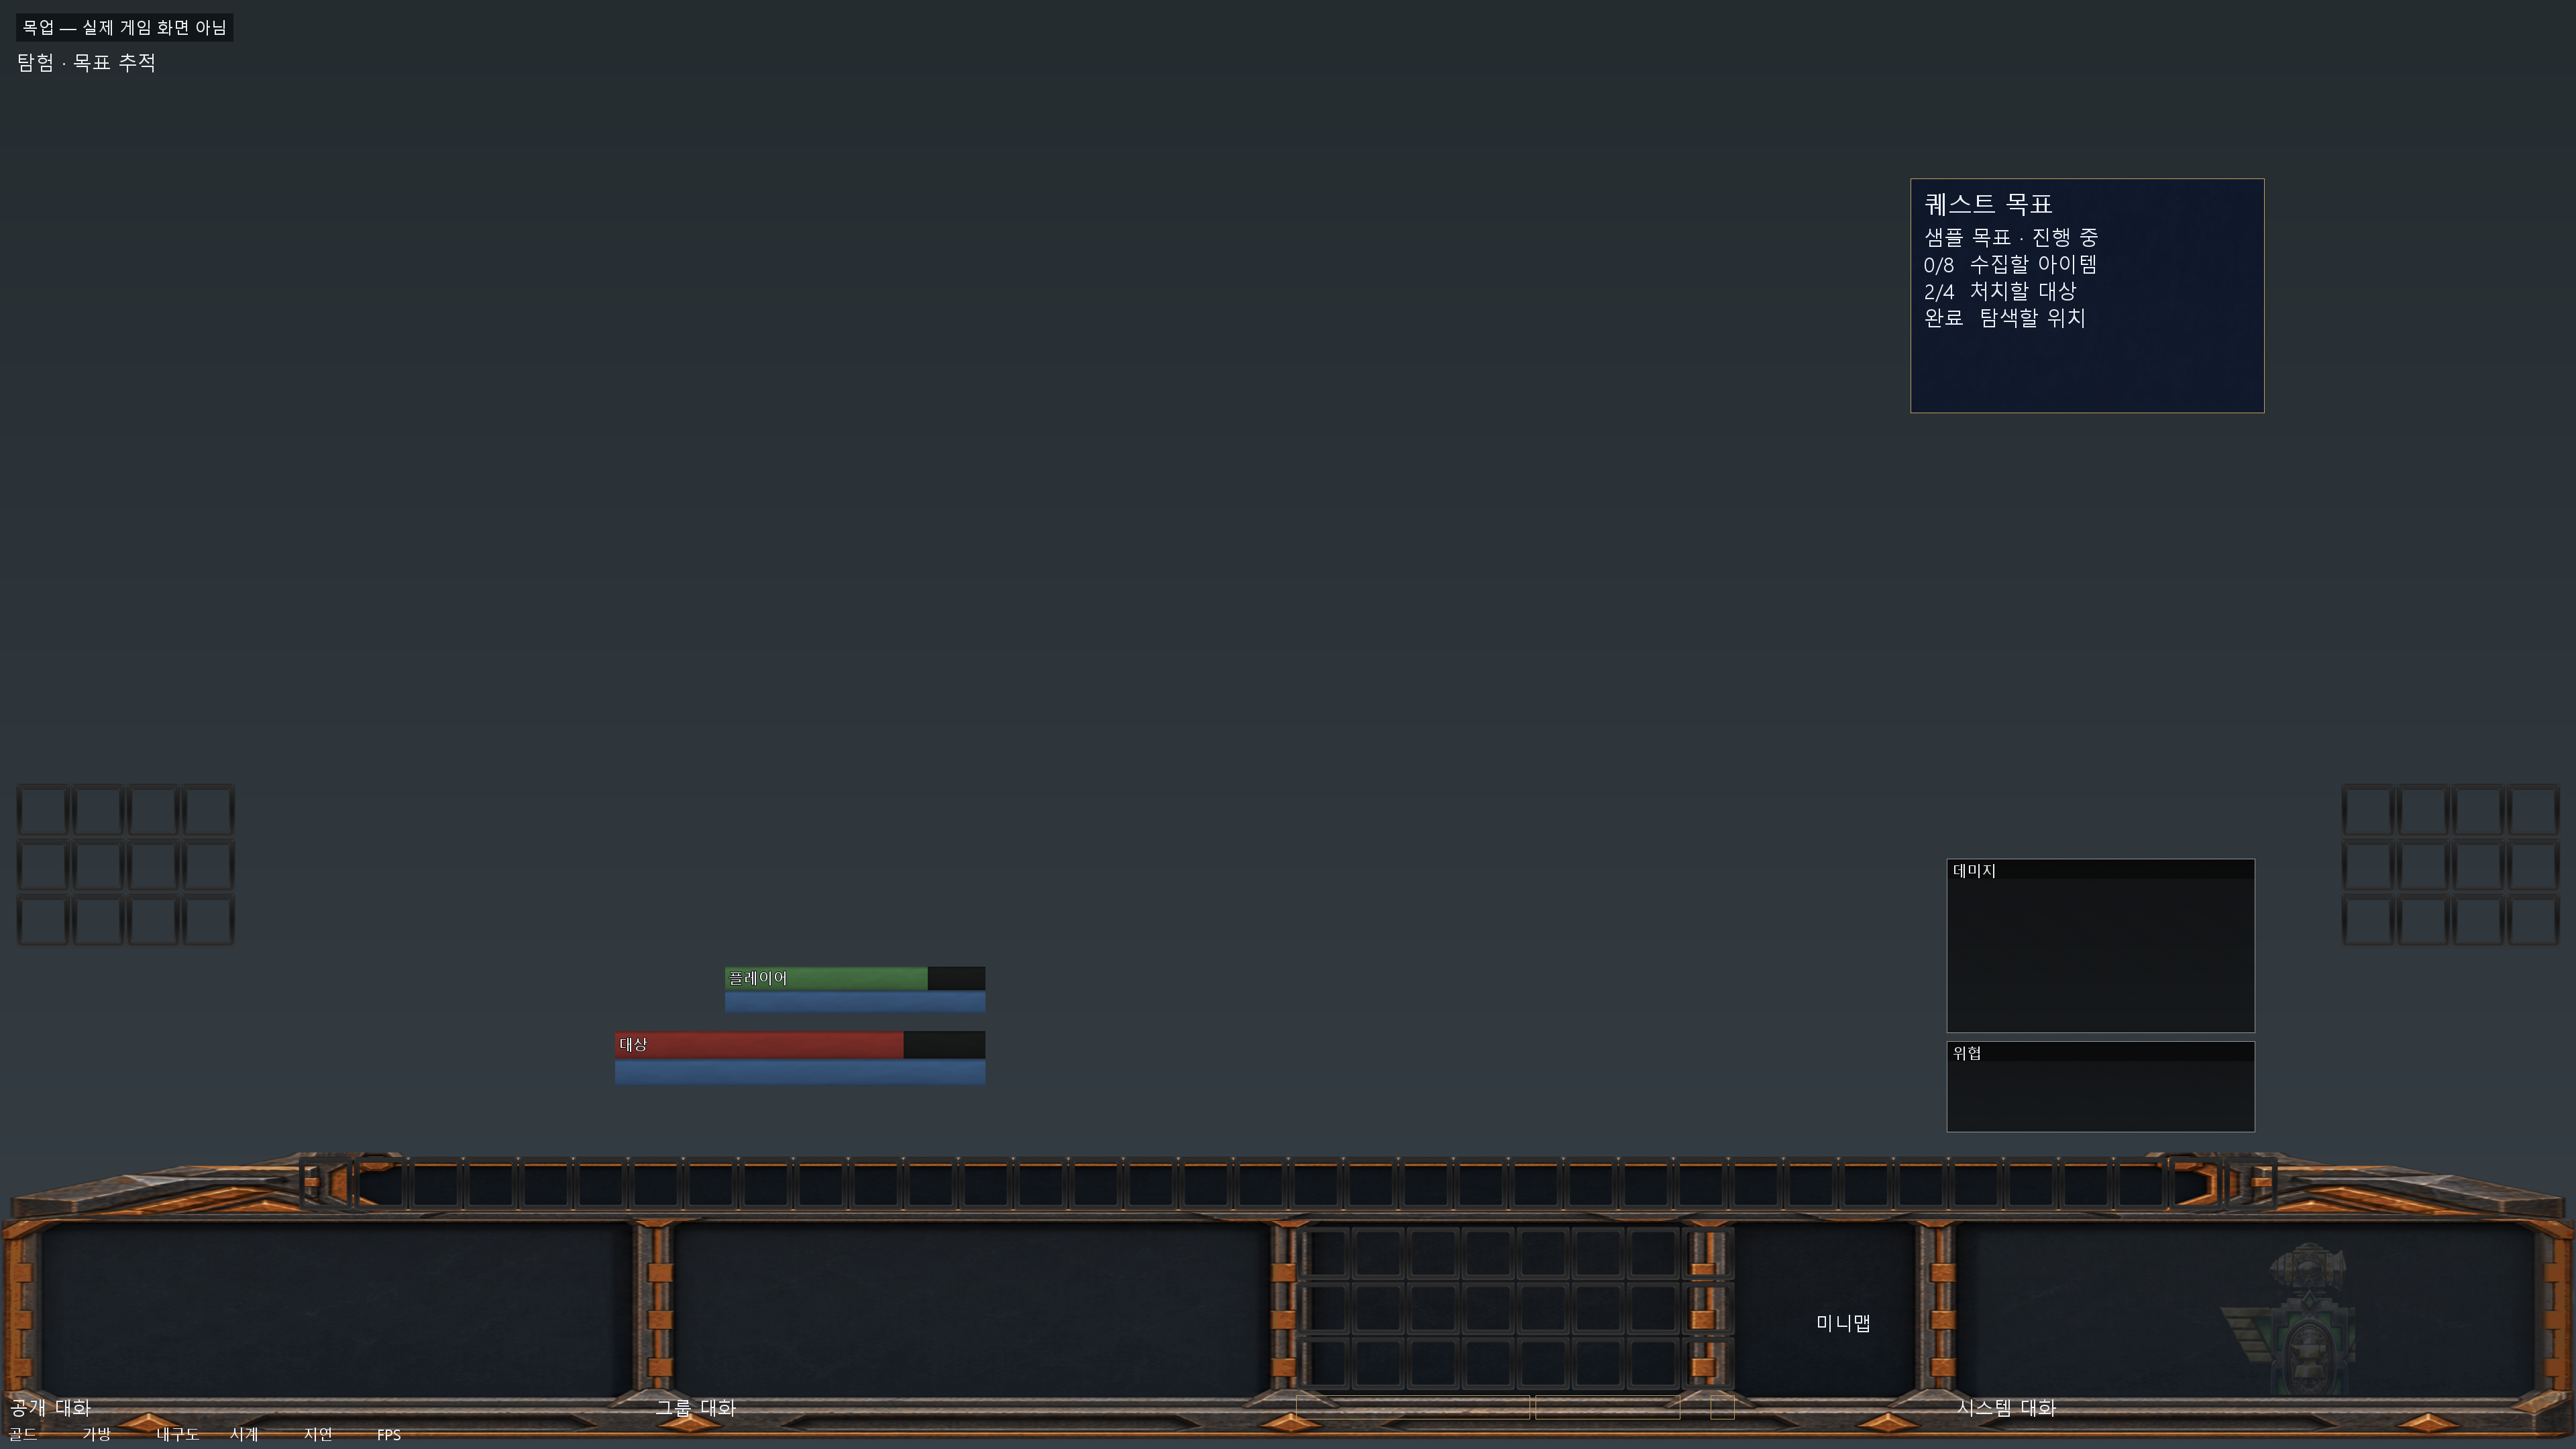 목업 — 실제 게임 화면 아님
탐험 · 목표 추적
퀘스트 목표
샘플 목표 · 진행 중
0/8 수집할 아이템
2/4 처치할 대상
완료 탐색할 위치
데미지
플레이어
대상
위협
미니맵
공개 대화
그룹 대화
시스템 대화
골드 가방 내구도 시계 지연 FPS